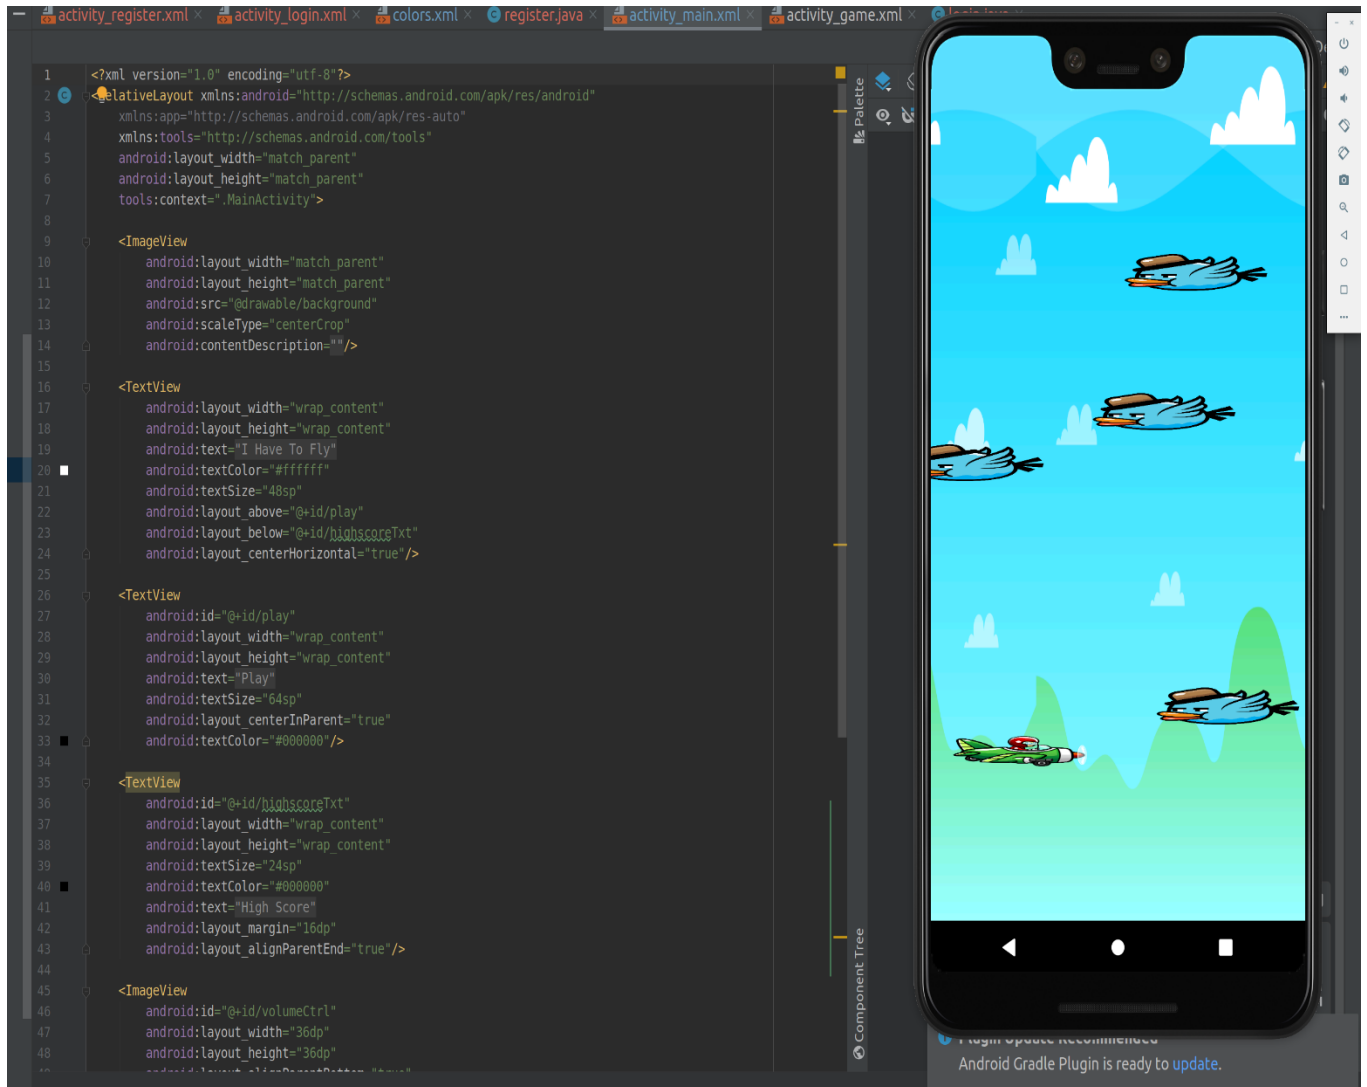 activity_register.xml × activity_login.xml × colors.xml × register.java × activity_main.xml × activity_game.xml ×
1 <?xml version="1.0" encoding="utf-8"?>
2 <RelativeLayout xmlns:android="http://schemas.android.com/apk/res/android"
3 xmlns:app="http://schemas.android.com/apk/res-auto"
4 xmlns:tools="http://schemas.android.com/tools"
5 android:layout_width="match_parent"
6 android:layout_height="match_parent"
7 tools:context=".MainActivity">
8
9 <ImageView
10 android:layout_width="match_parent"
11 android:layout_height="match_parent"
12 android:src="@drawable/background"
13 android:scaleType="centerCrop"
14 android:contentDescription=""/>
15
16 <TextView
17 android:layout_width="wrap_content"
18 android:layout_height="wrap_content"
19 android:text="I Have To Fly"
20 android:textColor="#ffffff"
21 android:textSize="48sp"
22 android:layout_above="@+id/play"
23 android:layout_below="@+id/highscoreTxt"
24 android:layout_centerHorizontal="true"/>
25
26 <TextView
27 android:id="@+id/play"
28 android:layout_width="wrap_content"
29 android:layout_height="wrap_content"
30 android:text="Play"
31 android:textSize="64sp"
32 android:layout_centerInParent="true"
33 android:textColor="#000000"/>
34
35 <TextView
36 android:id="@+id/highscoreTxt"
37 android:layout_width="wrap_content"
38 android:layout_height="wrap_content"
39 android:textSize="24sp"
40 android:textColor="#000000"
41 android:text="High Score"
42 android:layout_margin="16dp"
43 android:layout_alignParentEnd="true"/>
44
45 <ImageView
46 android:id="@+id/volumeCtrl"
47 android:layout_width="36dp"
48 android:layout_height="36dp"
Palette
Component Tree
Plugin Update Recommended
Android Gradle Plugin is ready to update.